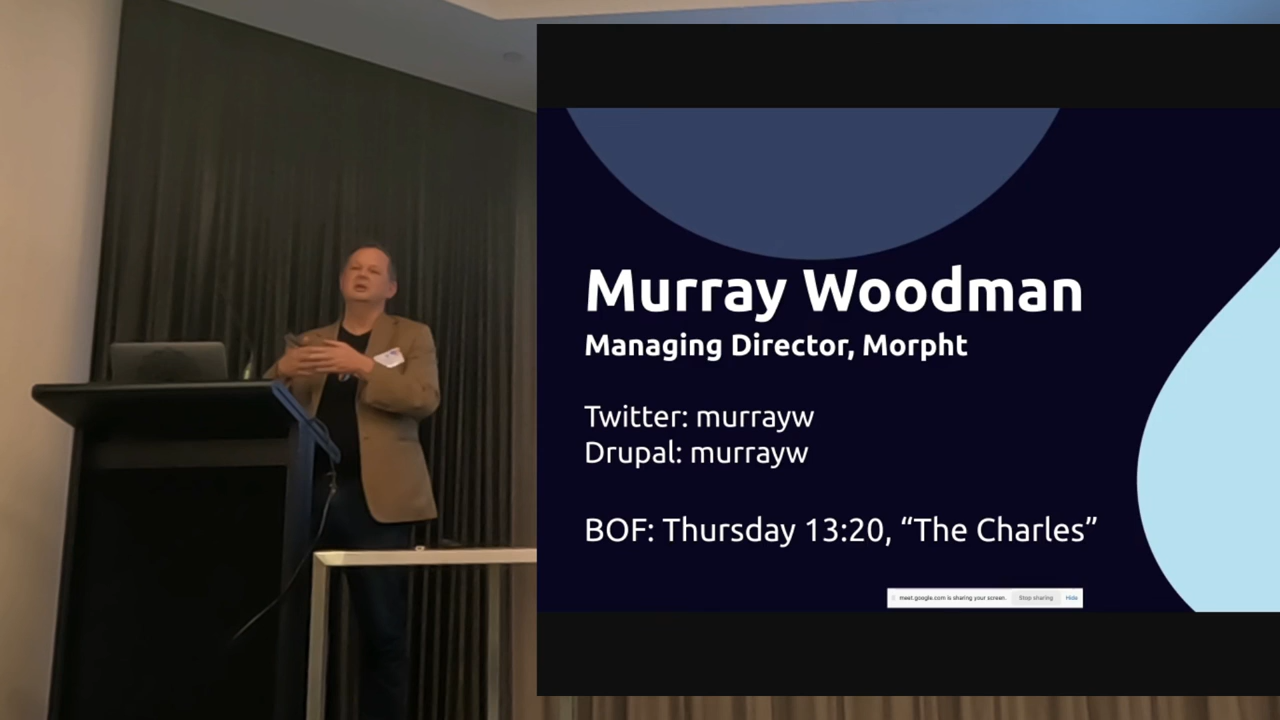 Murray Woodman
Managing Director, Morpht
Twitter: murrayw
Drupal: murrayw
BOF: Thursday 13:20, “The Charles”
meet.google.com is sharing your screen. Stop sharing Hide